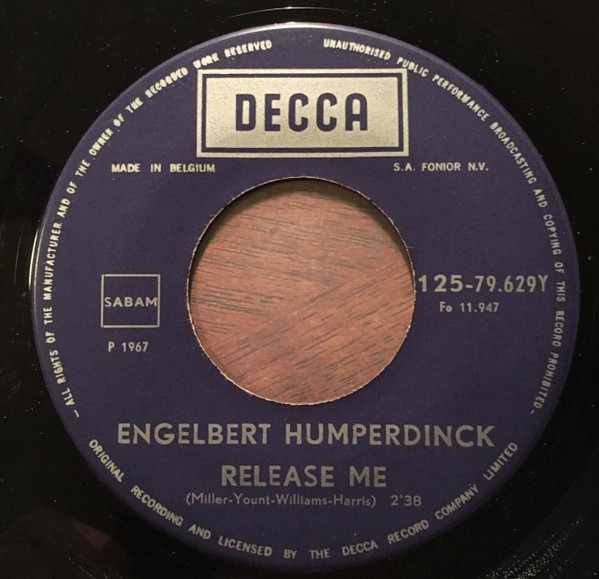 — ALL RIGHTS OF THE MANUFACTURER AND OF THE OWNER OF THE RECORDED WORK RESERVED
UNAUTHORISED PUBLIC PERFORMANCE BROADCASTING AND COPYING OF THIS RECORD PROHIBITED.-
DECCA
MADE IN BELGIUM
S.A. FONIOR N.V.
SABAM
125-79.629Y
Fo 11.947
P 1967
ENGELBERT HUMPERDINCK
RELEASE ME
(Miller-Yount-Williams-Harris) 2'38
ORIGINAL RECORDING AND LICENSED BY THE DECCA RECORD COMPANY LIMITED